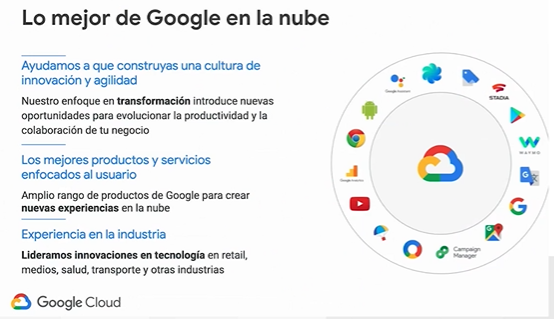 Lo mejor de Google en la nube
Ayudamos a que construyas una cultura de
innovación y agilidad
Nuestro enfoque en transformación introduce nuevas
oportunidades para evolucionar la productividad y la
colaboración de tu negocio
Los mejores productos y servicios
enfocados al usuario
Amplio rango de productos de Google para crear
nuevas experiencias en la nube
Experiencia en la industria
Lideramos innovaciones en tecnología en retail,
medios, salud, transporte y otras industrias
Google Cloud
Google Assistant
STADIA
WAYMO
Campaign
Manager
Google Analytics